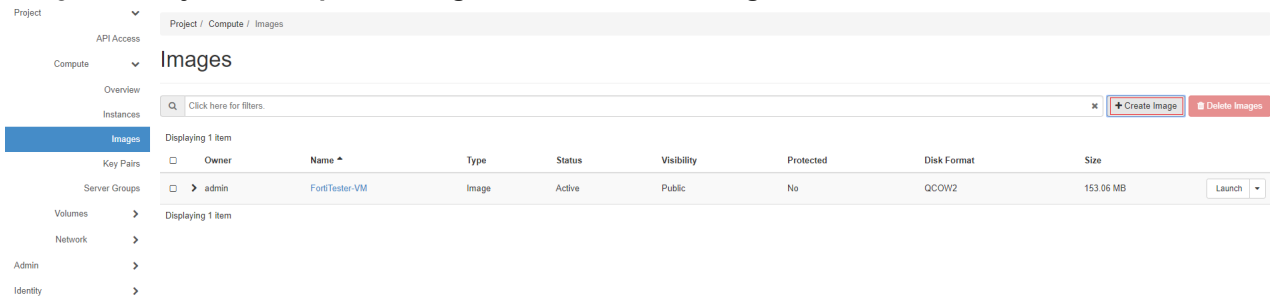 Project
API Access
Compute
Overview
Instances
Images
Key Pairs
Server Groups
Volumes
Network
Admin
Identity
Project / Compute / Images
Images
Click here for filters.
+ Create Image
Delete Images
Displaying 1 item
Owner Name Type Status Visibility Protected Disk Format Size
admin FortiTester-VM Image Active Public No QCOW2 153.06 MB Launch
Displaying 1 item